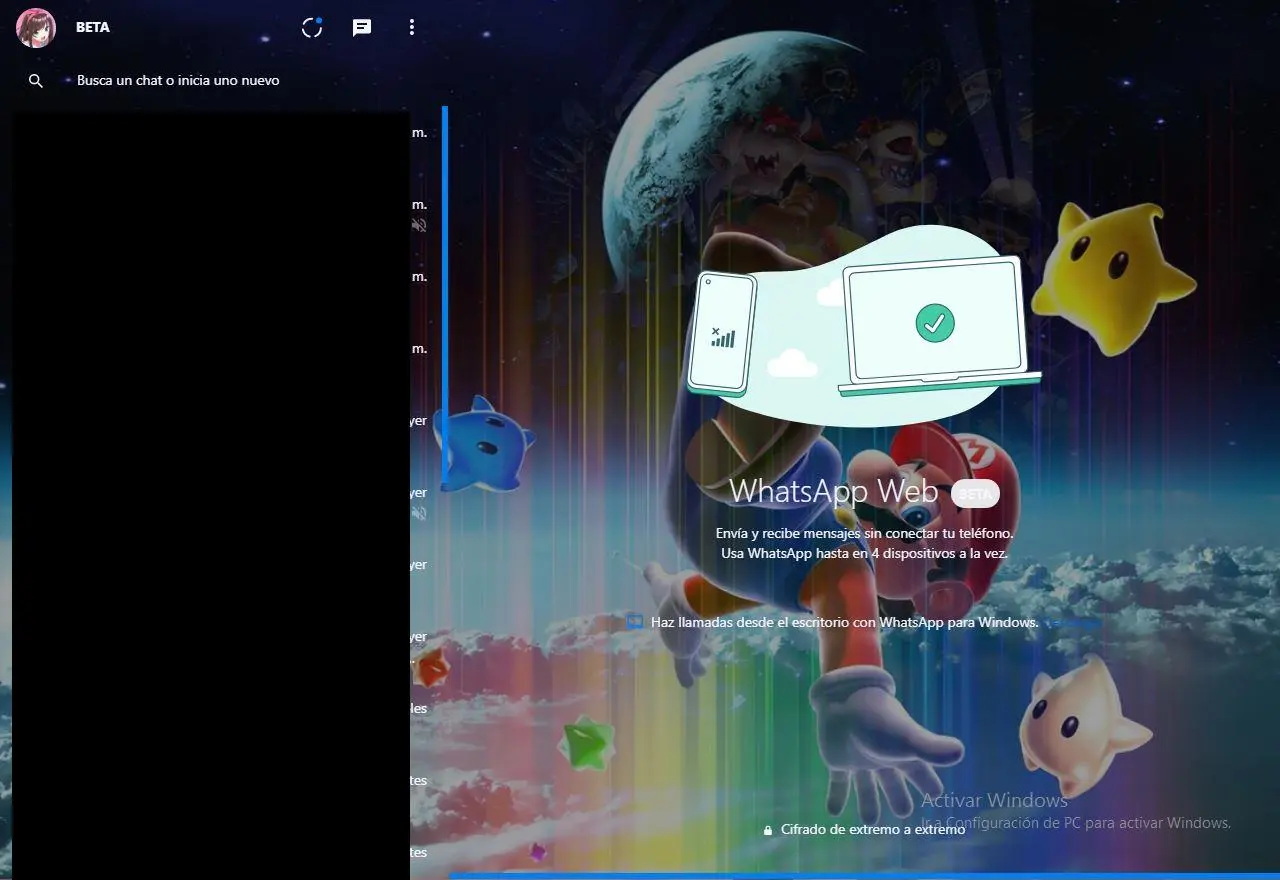 BETA
Busca un chat o inicia uno nuevo
m.
m.
m.
m.
yer
yer
yer
yer
les
tes
tes
M
WhatsApp Web BETA
Envía y recibe mensajes sin conectar tu teléfono.
Usa WhatsApp hasta en 4 dispositivos a la vez.
Haz llamadas desde el escritorio con WhatsApp para Windows.
Activar Windows
Ir a Configuración de PC para activar Windows.
Cifrado de extremo a extremo